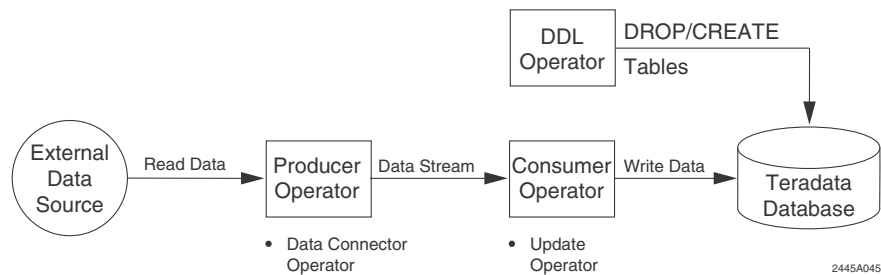 DDL
Operator
DROP/CREATE
Tables
External
Data
Source
Read Data
Producer
Operator
Data Stream
Consumer
Operator
Write Data
Teradata
Database
• Data Connector
Operator
• Update
Operator
2445A045